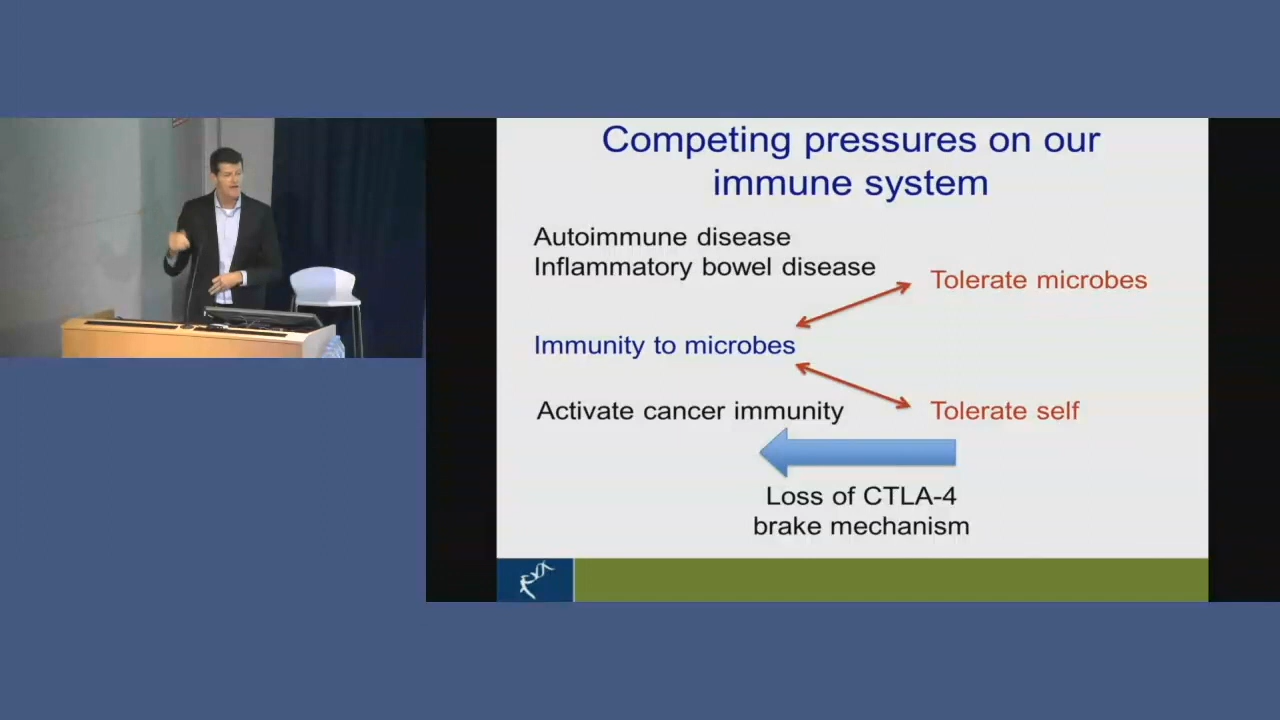 Competing pressures on our
immune system
Autoimmune disease
Inflammatory bowel disease
Tolerate microbes
Immunity to microbes
Activate cancer immunity
Tolerate self
Loss of CTLA-4
brake mechanism